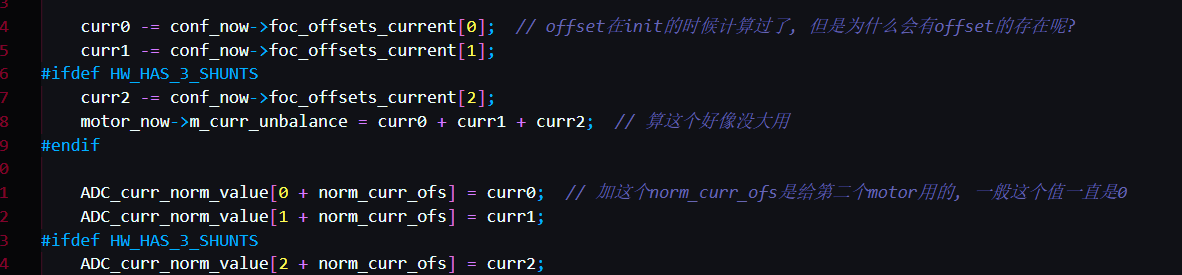 3
4 curr0 -= conf_now->foc_offsets_current[0]; // offset在init的时候计算过了, 但是为什么会有offset的存在呢?
5 curr1 -= conf_now->foc_offsets_current[1];
6 #ifdef HW_HAS_3_SHUNTS
7 curr2 -= conf_now->foc_offsets_current[2];
8 motor_now->m_curr_unbalance = curr0 + curr1 + curr2; // 算这个好像没大用
9 #endif
0
1 ADC_curr_norm_value[0 + norm_curr_ofs] = curr0; // 加这个norm_curr_ofs是给第二个motor用的, 一般这个值一直是0
2 ADC_curr_norm_value[1 + norm_curr_ofs] = curr1;
3 #ifdef HW_HAS_3_SHUNTS
4 ADC_curr_norm_value[2 + norm_curr_ofs] = curr2;